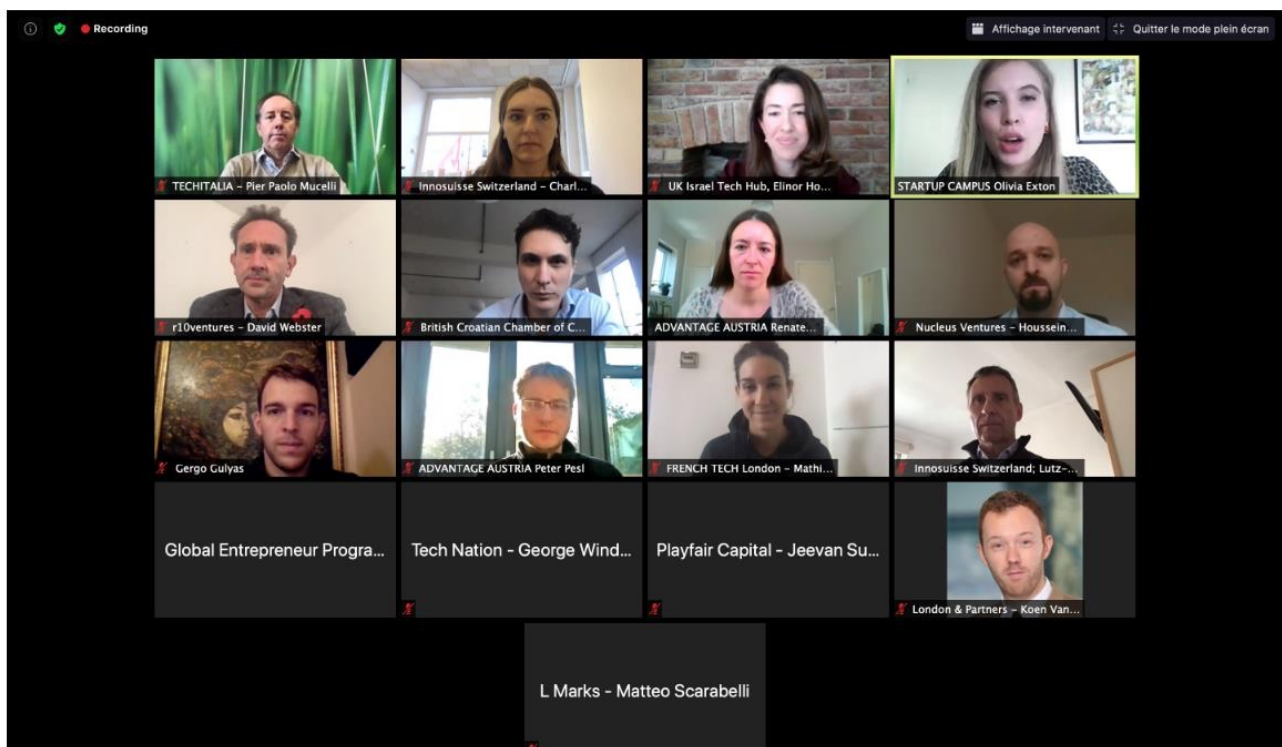 Recording
Affichage intervenant
Quitter le mode plein écran
TECHITALIA - Pier Paolo Mucelli
Innosuisse Switzerland - Charl...
UK Israel Tech Hub, Elinor Ho...
STARTUP CAMPUS Olivia Exton
r10ventures - David Webster
British Croatian Chamber of C...
ADVANTAGE AUSTRIA Renate...
Nucleus Ventures - Houssein...
Gergo Gulyas
ADVANTAGE AUSTRIA Peter Pesl
FRENCH TECH London - Mathi...
Innosuisse Switzerland; Lutz-...
Global Entrepreneur Progra...
Tech Nation - George Wind...
Playfair Capital - Jeevan Su...
London & Partners - Koen Van...
L Marks - Matteo Scarabelli